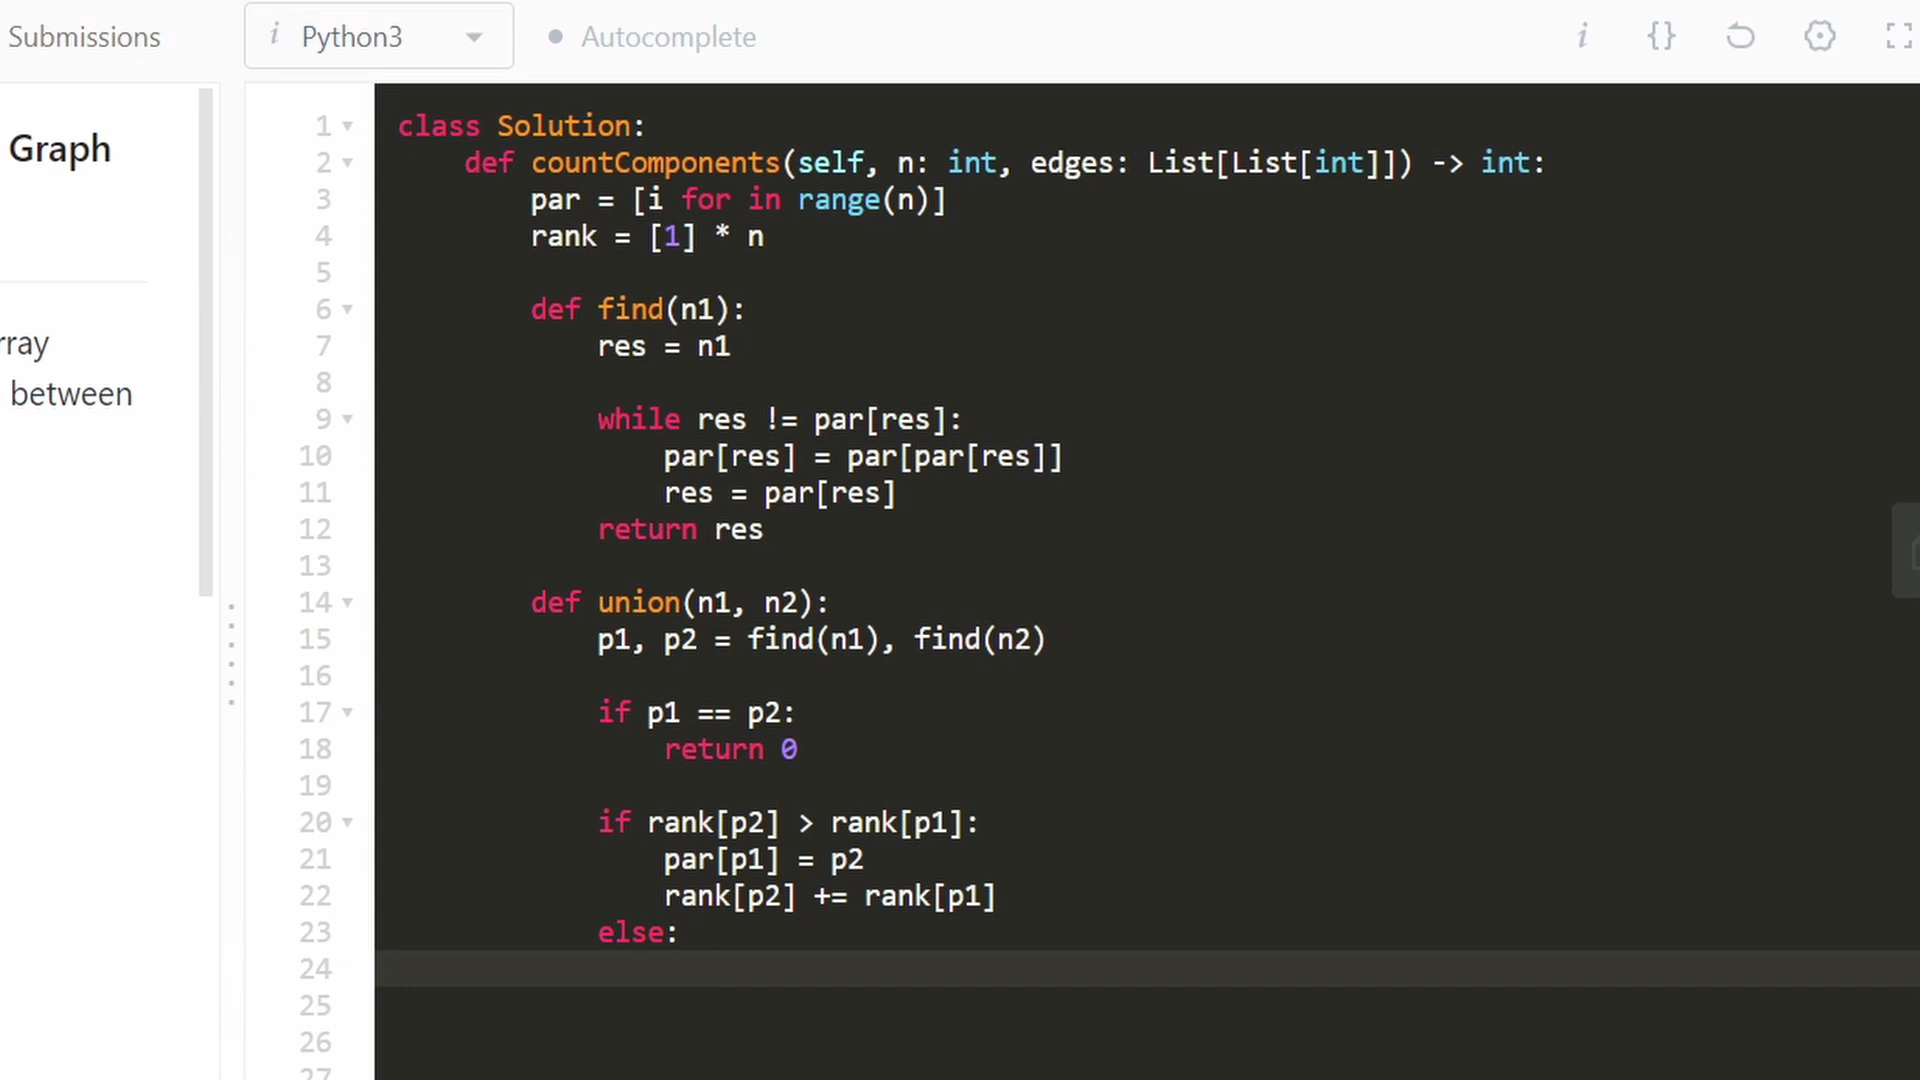 Submissions
i Python3
Autocomplete
i {}
Graph
rray
between
1 class Solution:
2 def countComponents(self, n: int, edges: List[List[int]]) -> int:
3 par = [i for in range(n)]
4 rank = [1] * n
5
6 def find(n1):
7 res = n1
8
9 while res != par[res]:
10 par[res] = par[par[res]]
11 res = par[res]
12 return res
13
14 def union(n1, n2):
15 p1, p2 = find(n1), find(n2)
16
17 if p1 == p2:
18 return 0
19
20 if rank[p2] > rank[p1]:
21 par[p1] = p2
22 rank[p2] += rank[p1]
23 else:
24
25
26
27